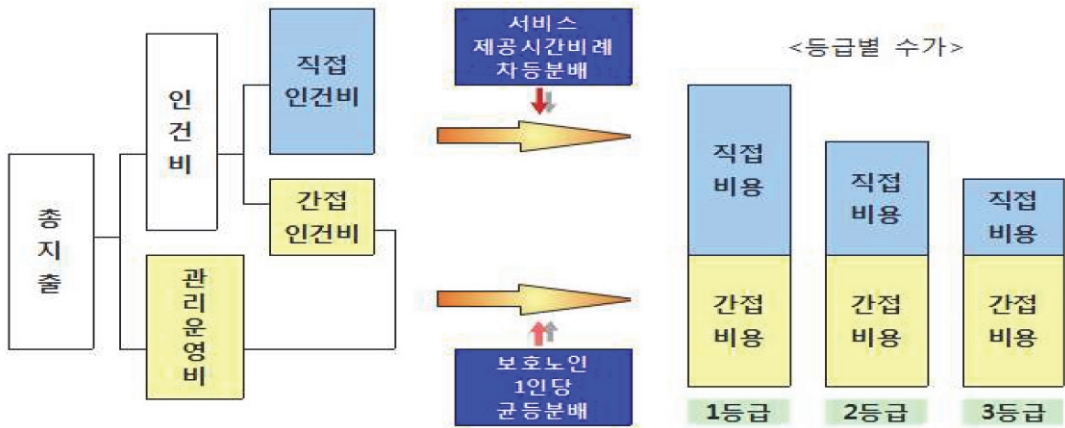 총
지
출
인
건
비
관
리
운
영
비
직접
인건비
간접
인건비
서비스
제공시간비례
차등분배
보호노인
1인당
균등분배
<등급별 수가>
직접
비용
간접
비용
1등급
직접
비용
간접
비용
2등급
직접
비용
간접
비용
3등급